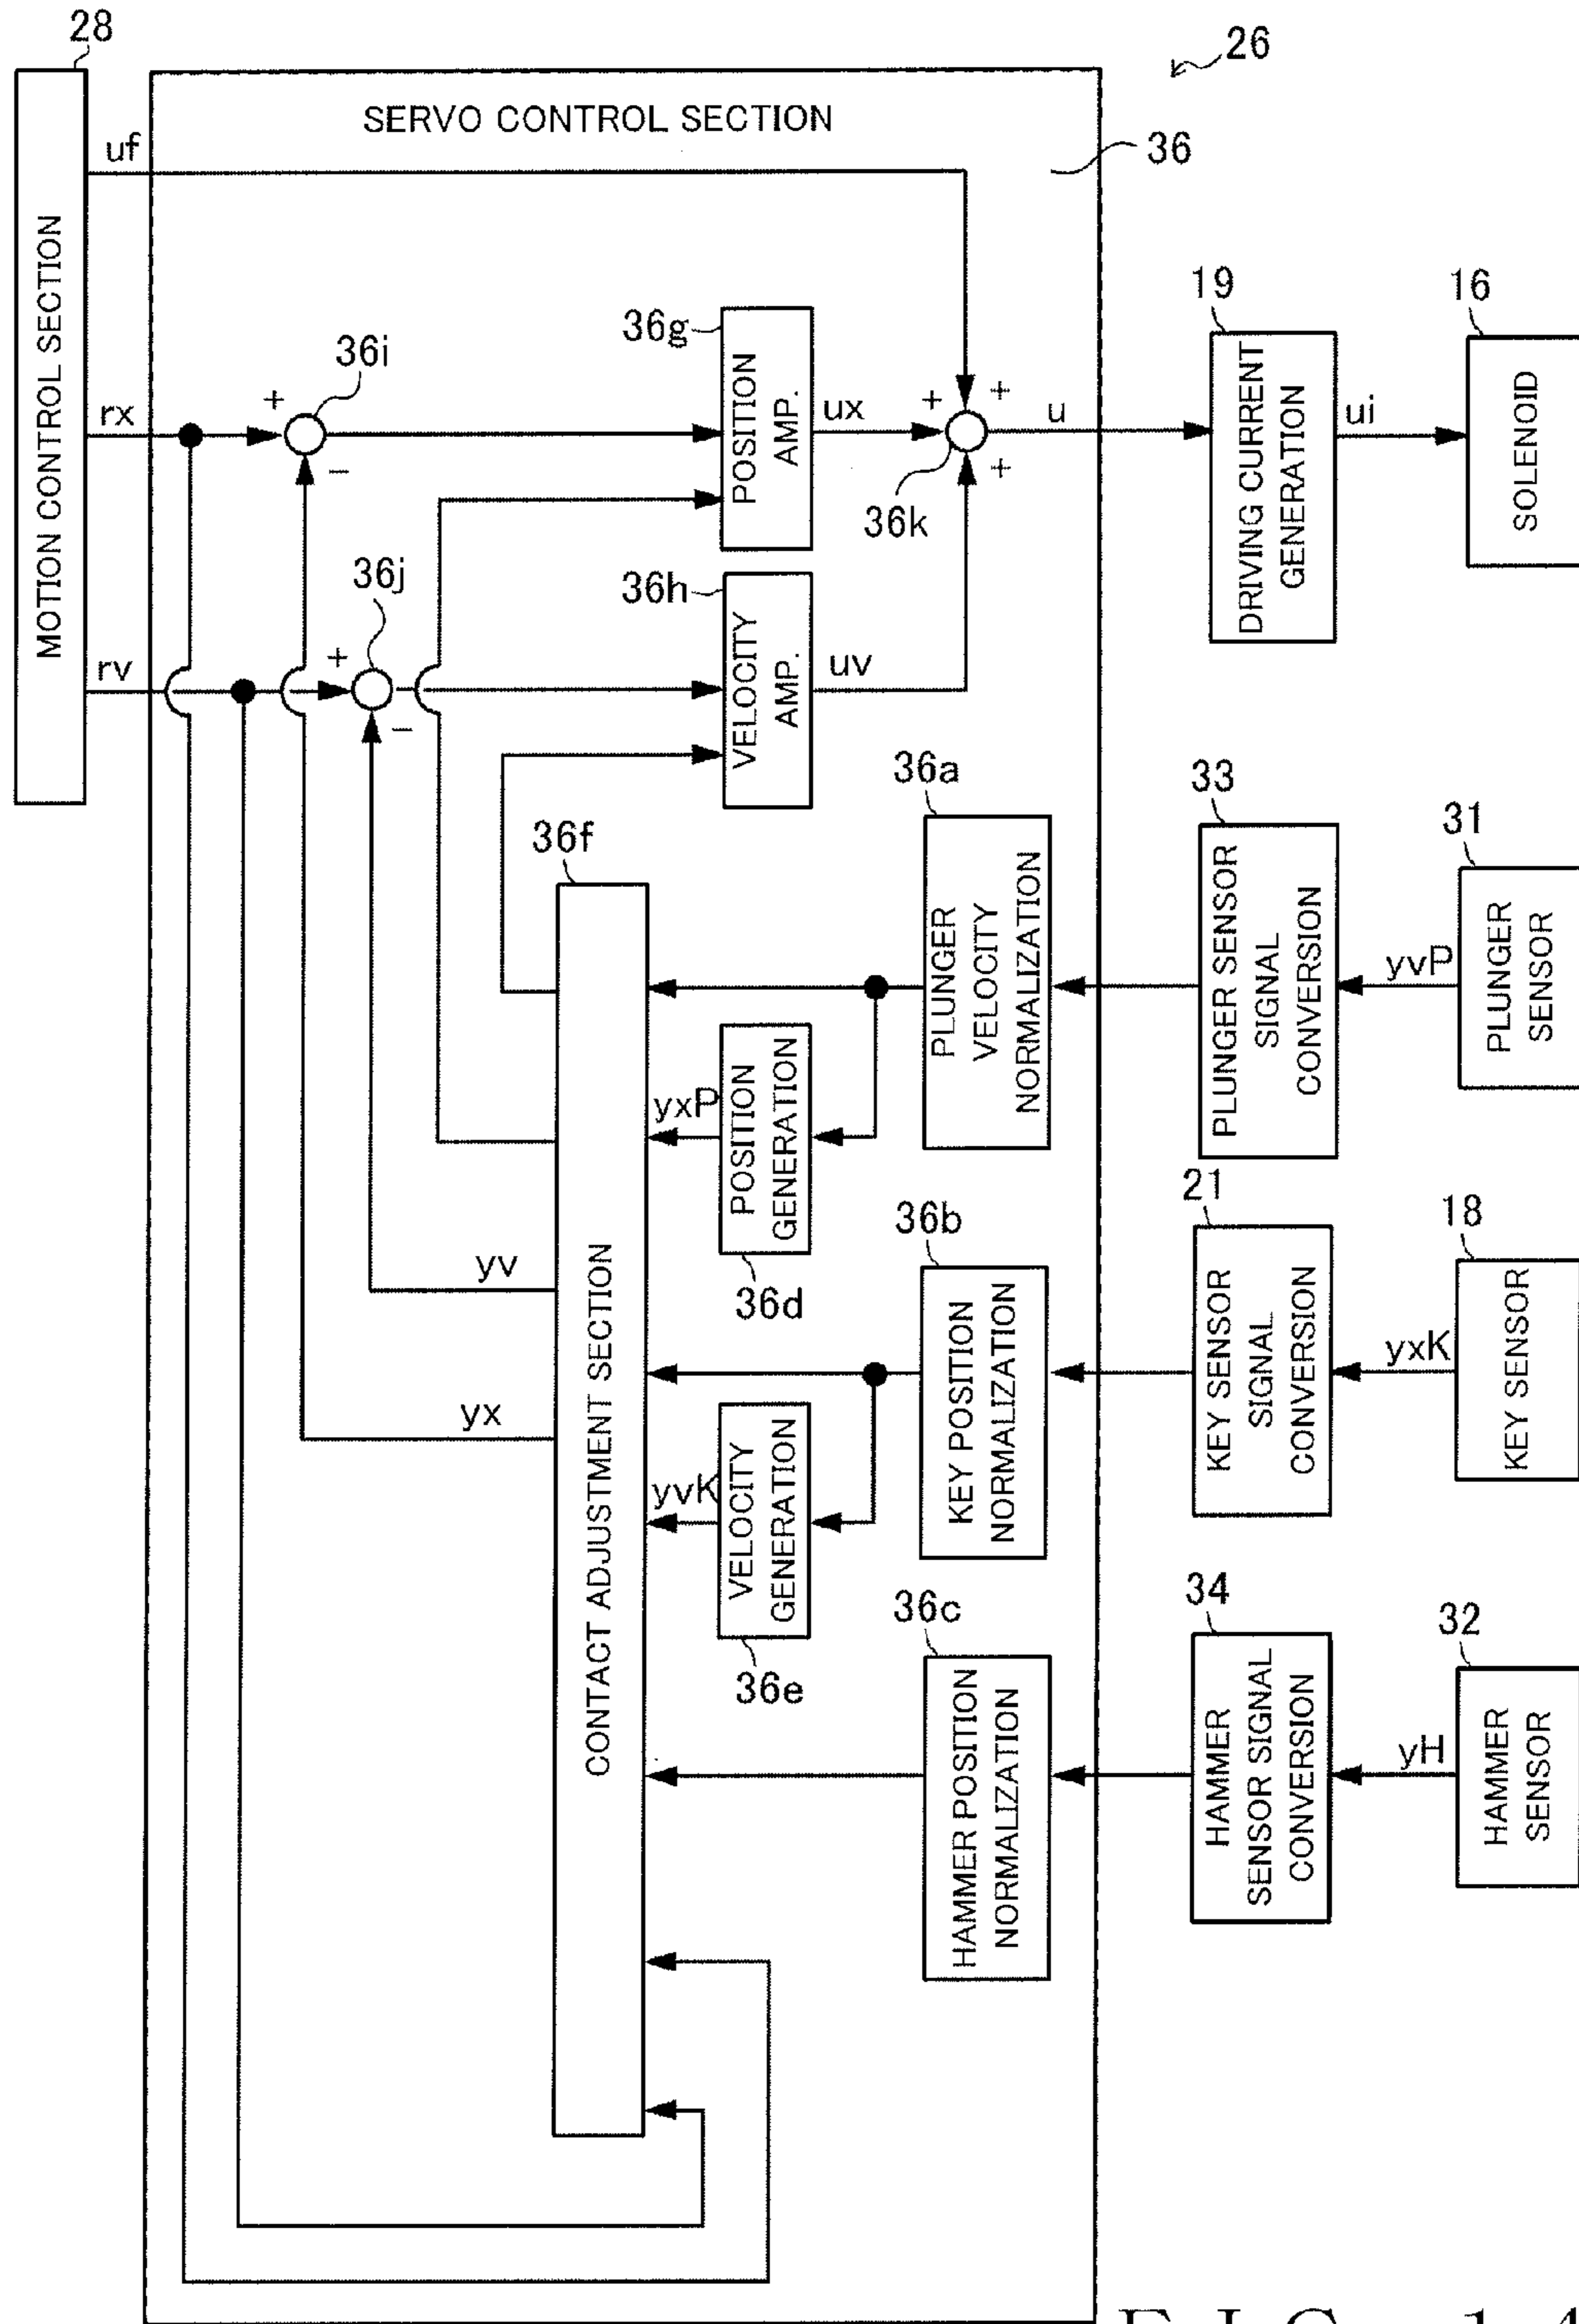 28
26
SERVO CONTROL SECTION
uf
36
MOTION CONTROL SECTION
19
16
36g
36i
POSITION
AMP.
+
+
+
rx
ux
u
ui
DRIVING CURRENT
GENERATION
SOLENOID
−
+
36k
36j
36h
VELOCITY
AMP.
rv
+
uv
−
36a
33
31
36f
PLUNGER
VELOCITY
NORMALIZATION
PLUNGER SENSOR
SIGNAL
CONVERSION
yvP
PLUNGER
SENSOR
POSITION
GENERATION
yxP
21
18
36b
yv
36d
CONTACT ADJUSTMENT SECTION
KEY POSITION
NORMALIZATION
KEY SENSOR
SIGNAL
CONVERSION
yxK
KEY SENSOR
yx
VELOCITY
GENERATION
yvK
36c
34
32
36e
HAMMER POSITION
NORMALIZATION
HAMMER
SENSOR SIGNAL
CONVERSION
yH
HAMMER
SENSOR